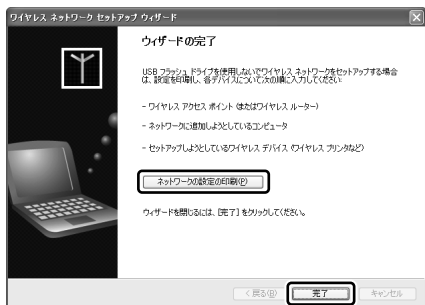 ワイヤレス ネットワーク セットアップ ウィザード
ウィザードの完了
USB フラッシュ ドライブを使用しないでワイヤレス ネットワークをセットアップする場合
は、設定を印刷し、各デバイスについて次の順に入力してください:
- ワイヤレス アクセス ポイント (またはワイヤレス ルーター)
- ネットワークに追加しようとしているコンピュータ
- セットアップしようとしているワイヤレス デバイス (ワイヤレス プリンタなど)
ネットワークの設定の印刷(P)
ウィザードを閉じるには、[完了] をクリックしてください。
< 戻る(B)
完了
キャンセル